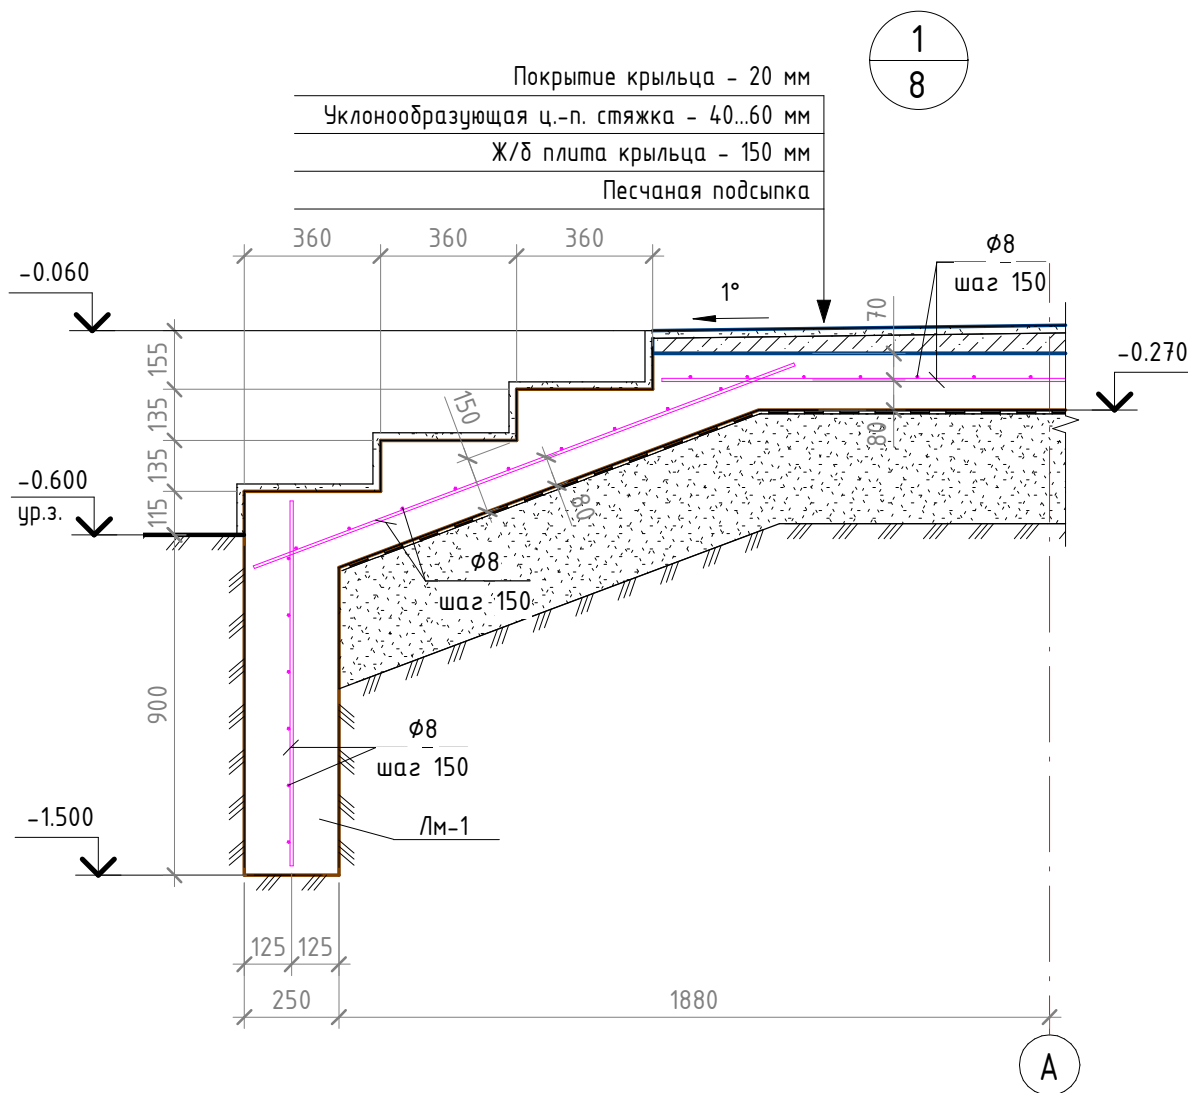 1
8
Покрытие крыльца - 20 мм
Уклонообразующая ц.-п. стяжка - 40...60 мм
Ж/б плита крыльца - 150 мм
Песчаная подсыпка
360
360
360
-0.060
1°
70
Ф8
шаг 150
-0.270
155
135
135
115
150
80
80
-0.600
ур.з.
Ф8
шаг 150
900
Ф8
шаг 150
-1.500
Лм-1
125
125
250
1880
А